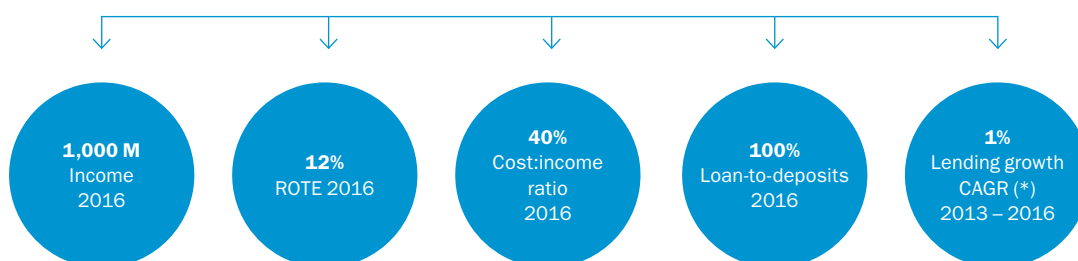 1,000 M
Income
2016
12%
ROTE 2016
40%
Cost:income
ratio
2016
100%
Loan-to-deposits
2016
1%
Lending growth
CAGR (*)
2013 – 2016